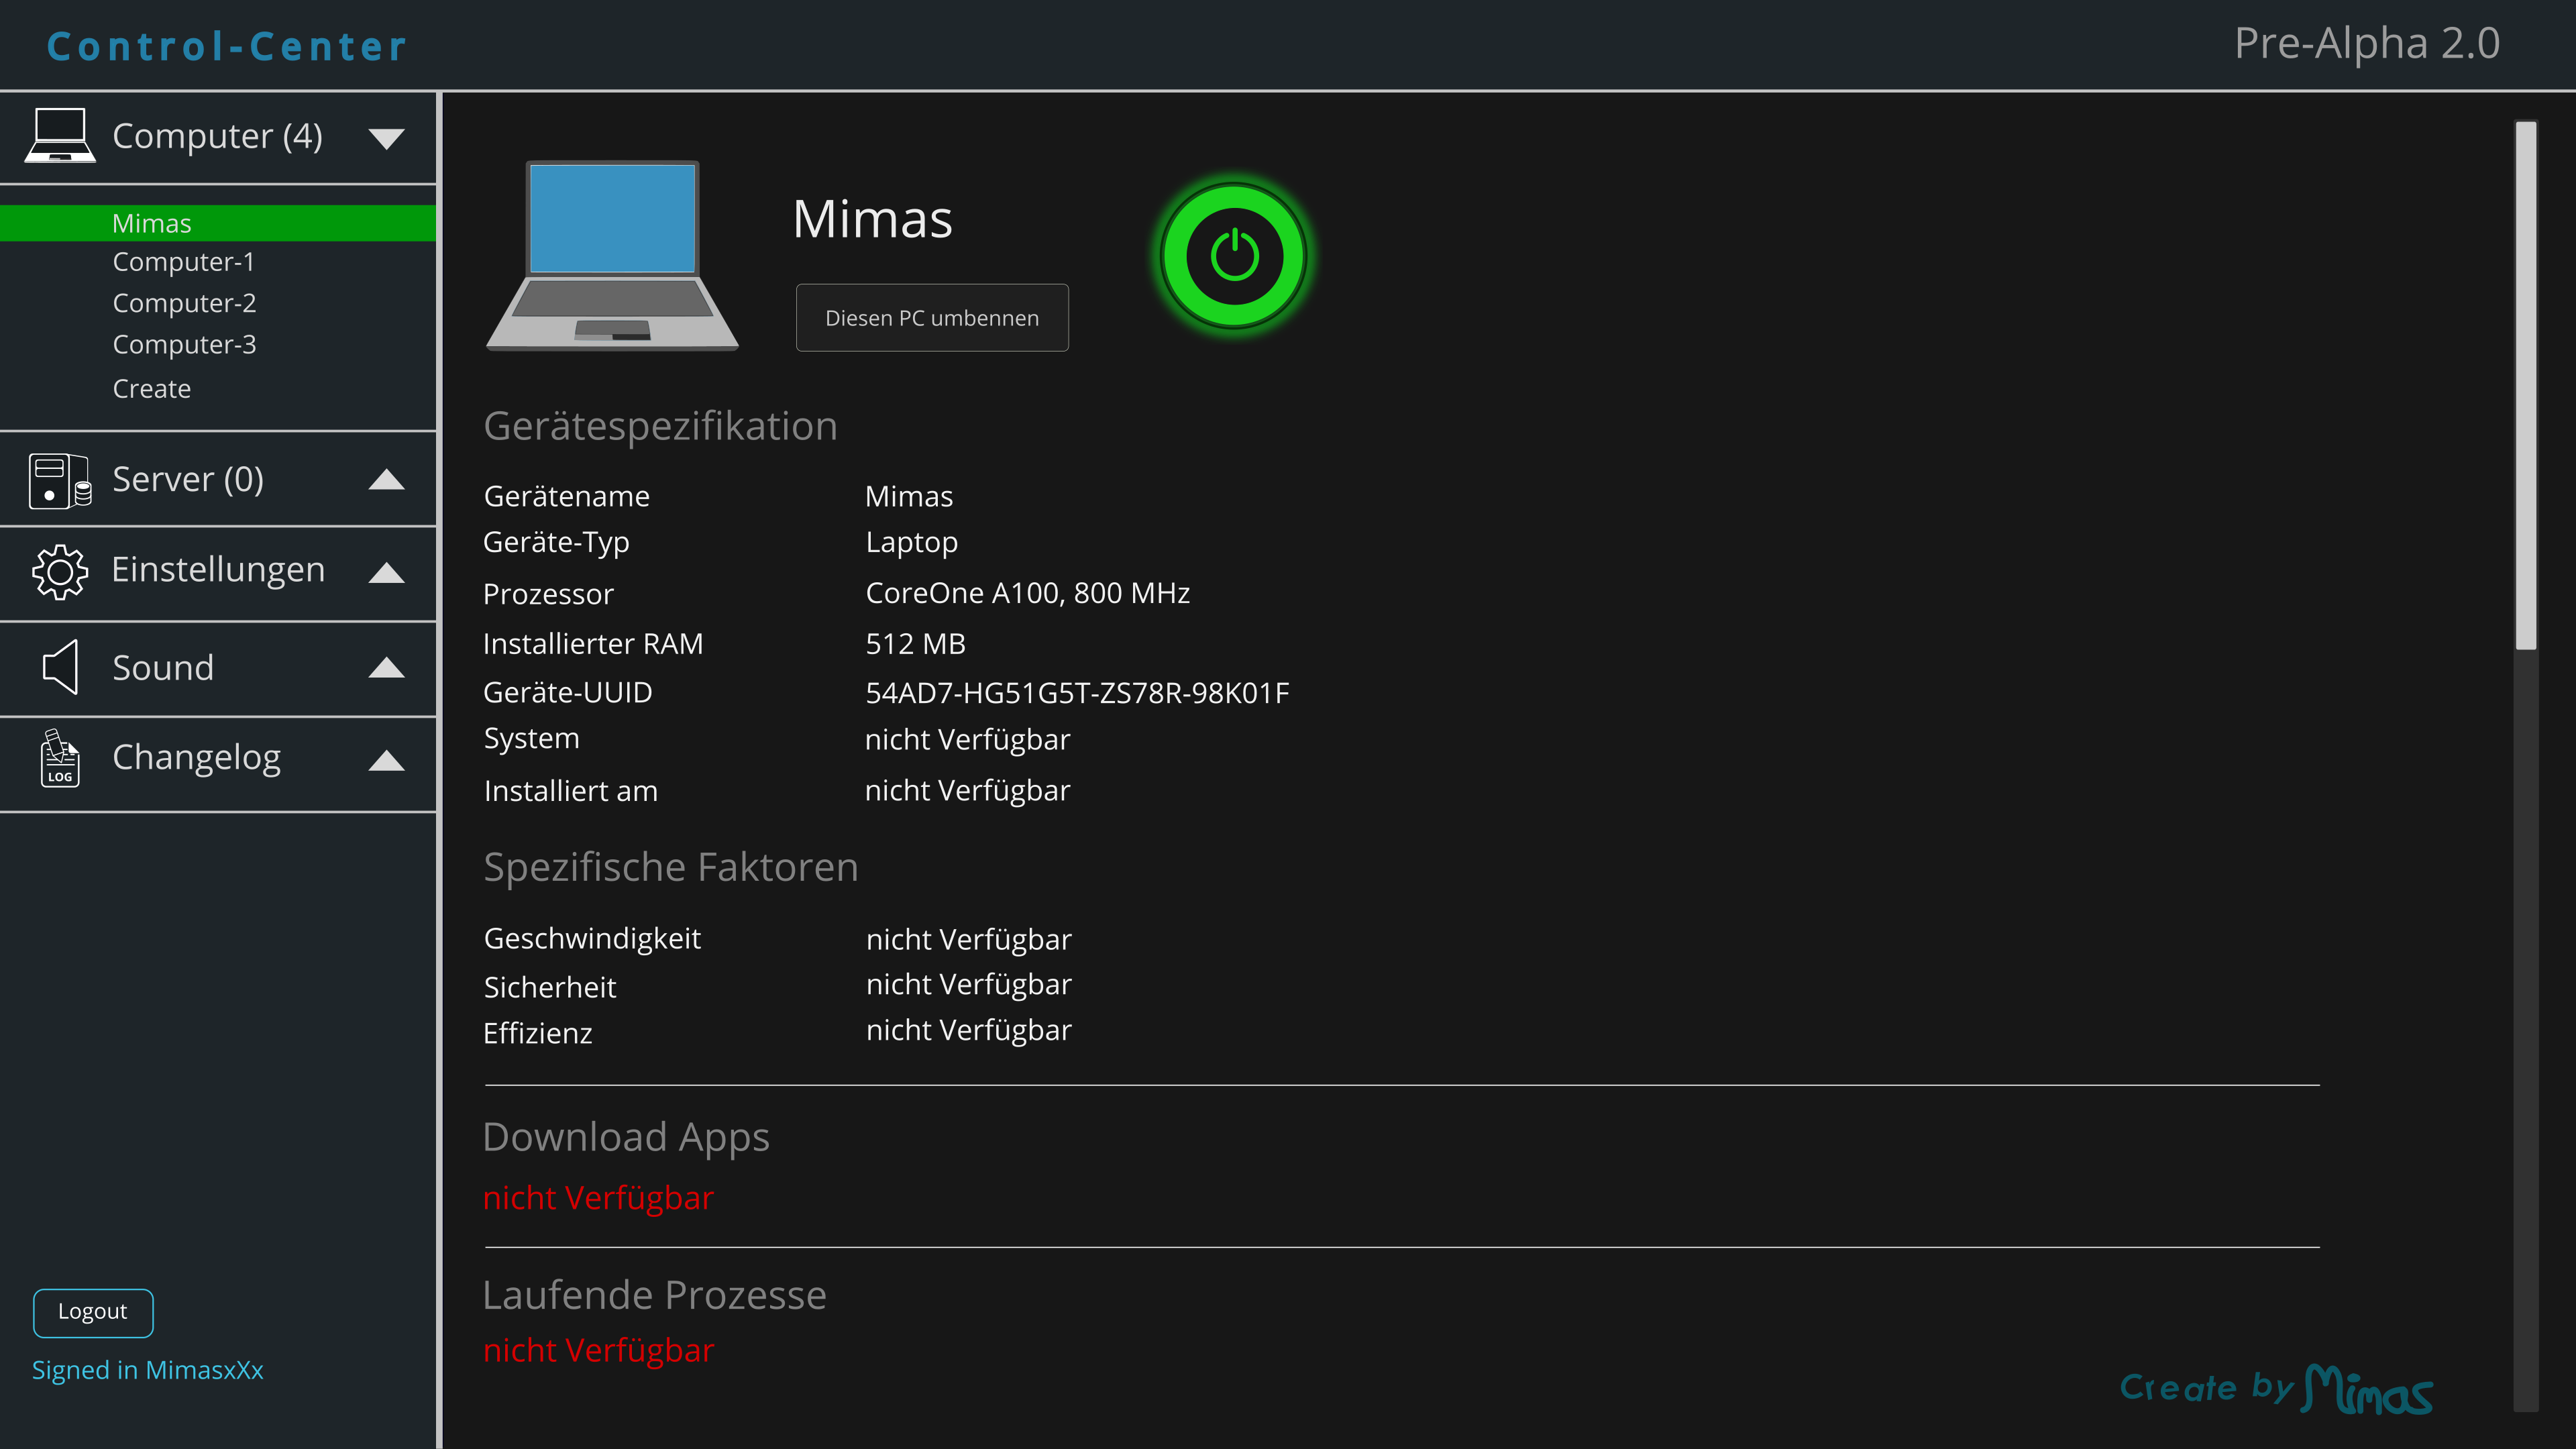 Control-Center
Pre-Alpha 2.0
Computer (4)
Mimas
Computer-1
Computer-2
Computer-3
Create
Server (0)
Einstellungen
Sound
LOG
Changelog
Logout
Signed in MimasxXx
Mimas
Diesen PC umbennen
Gerätespezifikation
Gerätename Mimas
Geräte-Typ Laptop
Prozessor CoreOne A100, 800 MHz
Installierter RAM 512 MB
Geräte-UUID 54AD7-HG51G5T-ZS78R-98K01F
System nicht Verfügbar
Installiert am nicht Verfügbar
Spezifische Faktoren
Geschwindigkeit nicht Verfügbar
Sicherheit nicht Verfügbar
Effizienz nicht Verfügbar
Download Apps
nicht Verfügbar
Laufende Prozesse
nicht Verfügbar
Create by Mimas